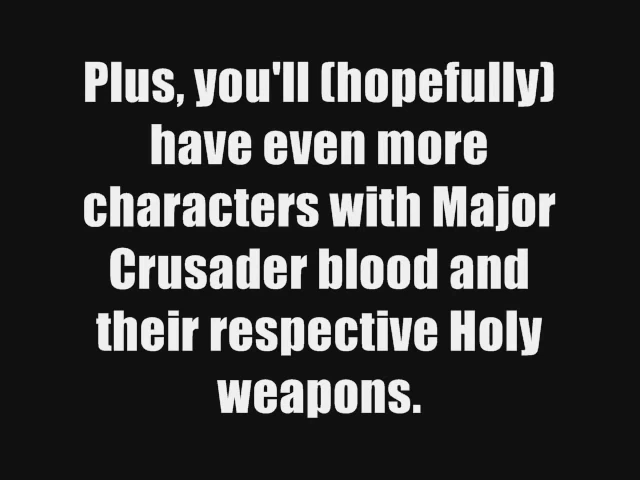 Plus, you'll (hopefully)
have even more
characters with Major
Crusader blood and
their respective Holy
weapons.